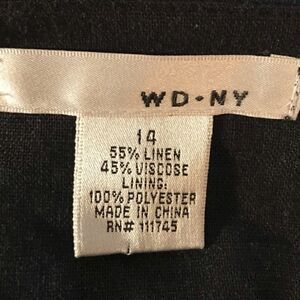 WD·NY
14
55% LINEN
45% VISCOSE
LINING:
100% POLYESTER
MADE IN CHINA
RN# 111745